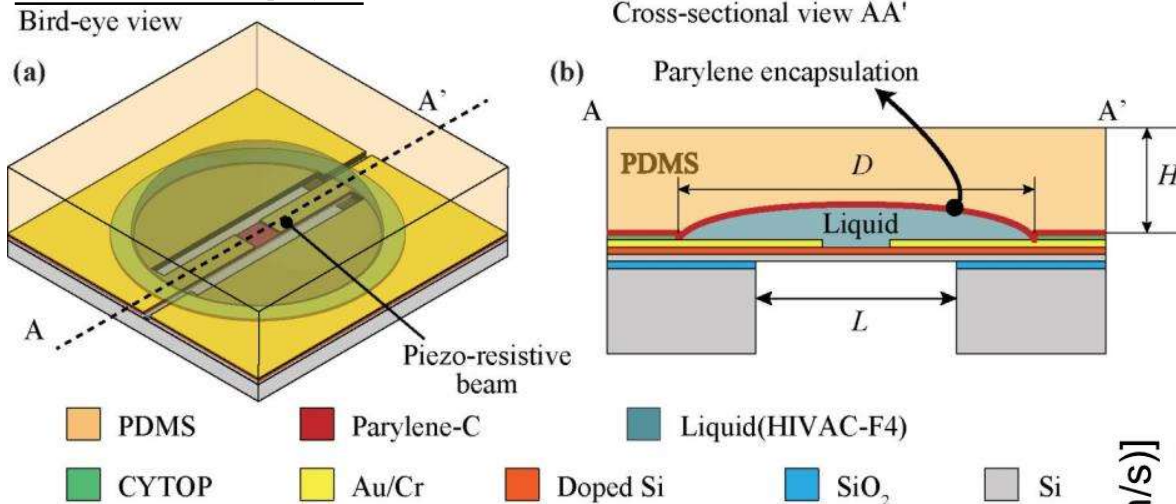 Bird-eye view
Cross-sectional view AA'
(a)
(b)
Parylene encapsulation
A'
A
A
A'
PDMS
D
H
Liquid
L
Piezo-resistive
beam
PDMS
Parylene-C
Liquid(HIVAC-F4)
CYTOP
Au/Cr
Doped Si
SiO₂
Si